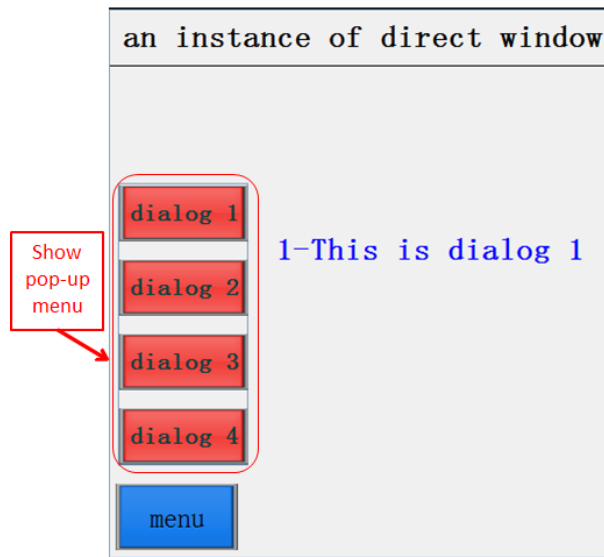 an instance of direct window
dialog 1
1-This is dialog 1
Show
pop-up
menu
dialog 2
dialog 3
dialog 4
menu